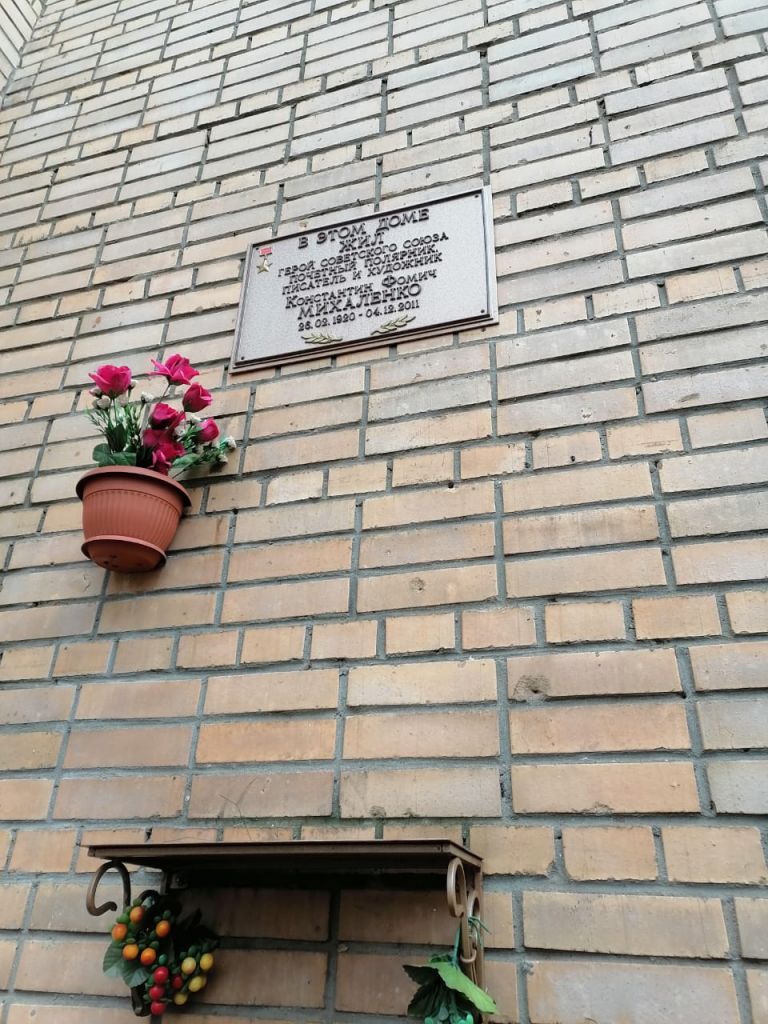 В ЭТОМ ДОМЕ
ЖИЛ
ГЕРОЙ СОВЕТСКОГО СОЮЗА
ПОЧЕТНЫЙ ПОЛЯРНИК
ПИСАТЕЛЬ И ХУДОЖНИК
Константин Фомич
МИХАЛЕНКО
26.02.1920 - 04.12.2011